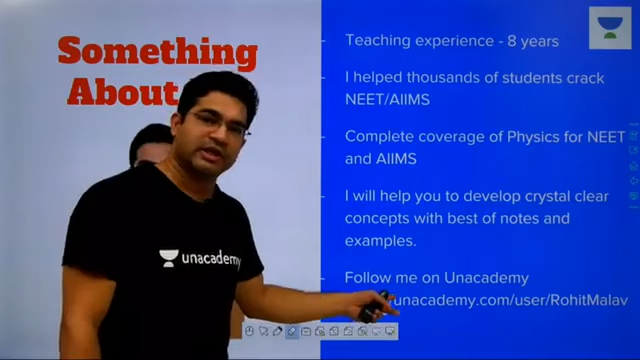 Something
About
Teaching experience - 8 years
I helped thousands of students crack
NEET/AIIMS
Complete coverage of Physics for NEET
and AIIMS
I will help you to develop crystal clear
concepts with best of notes and
examples.
Follow me on Unacademy
unacademy.com/user/RohitMalav
unacademy